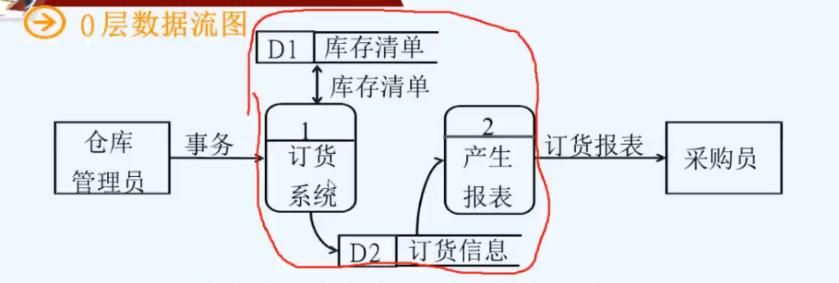 0层数据流图
D1 库存清单
库存清单
仓库
管理员
事务
1
订货
系统
2
产生
报表
订货报表
采购员
D2 订货信息